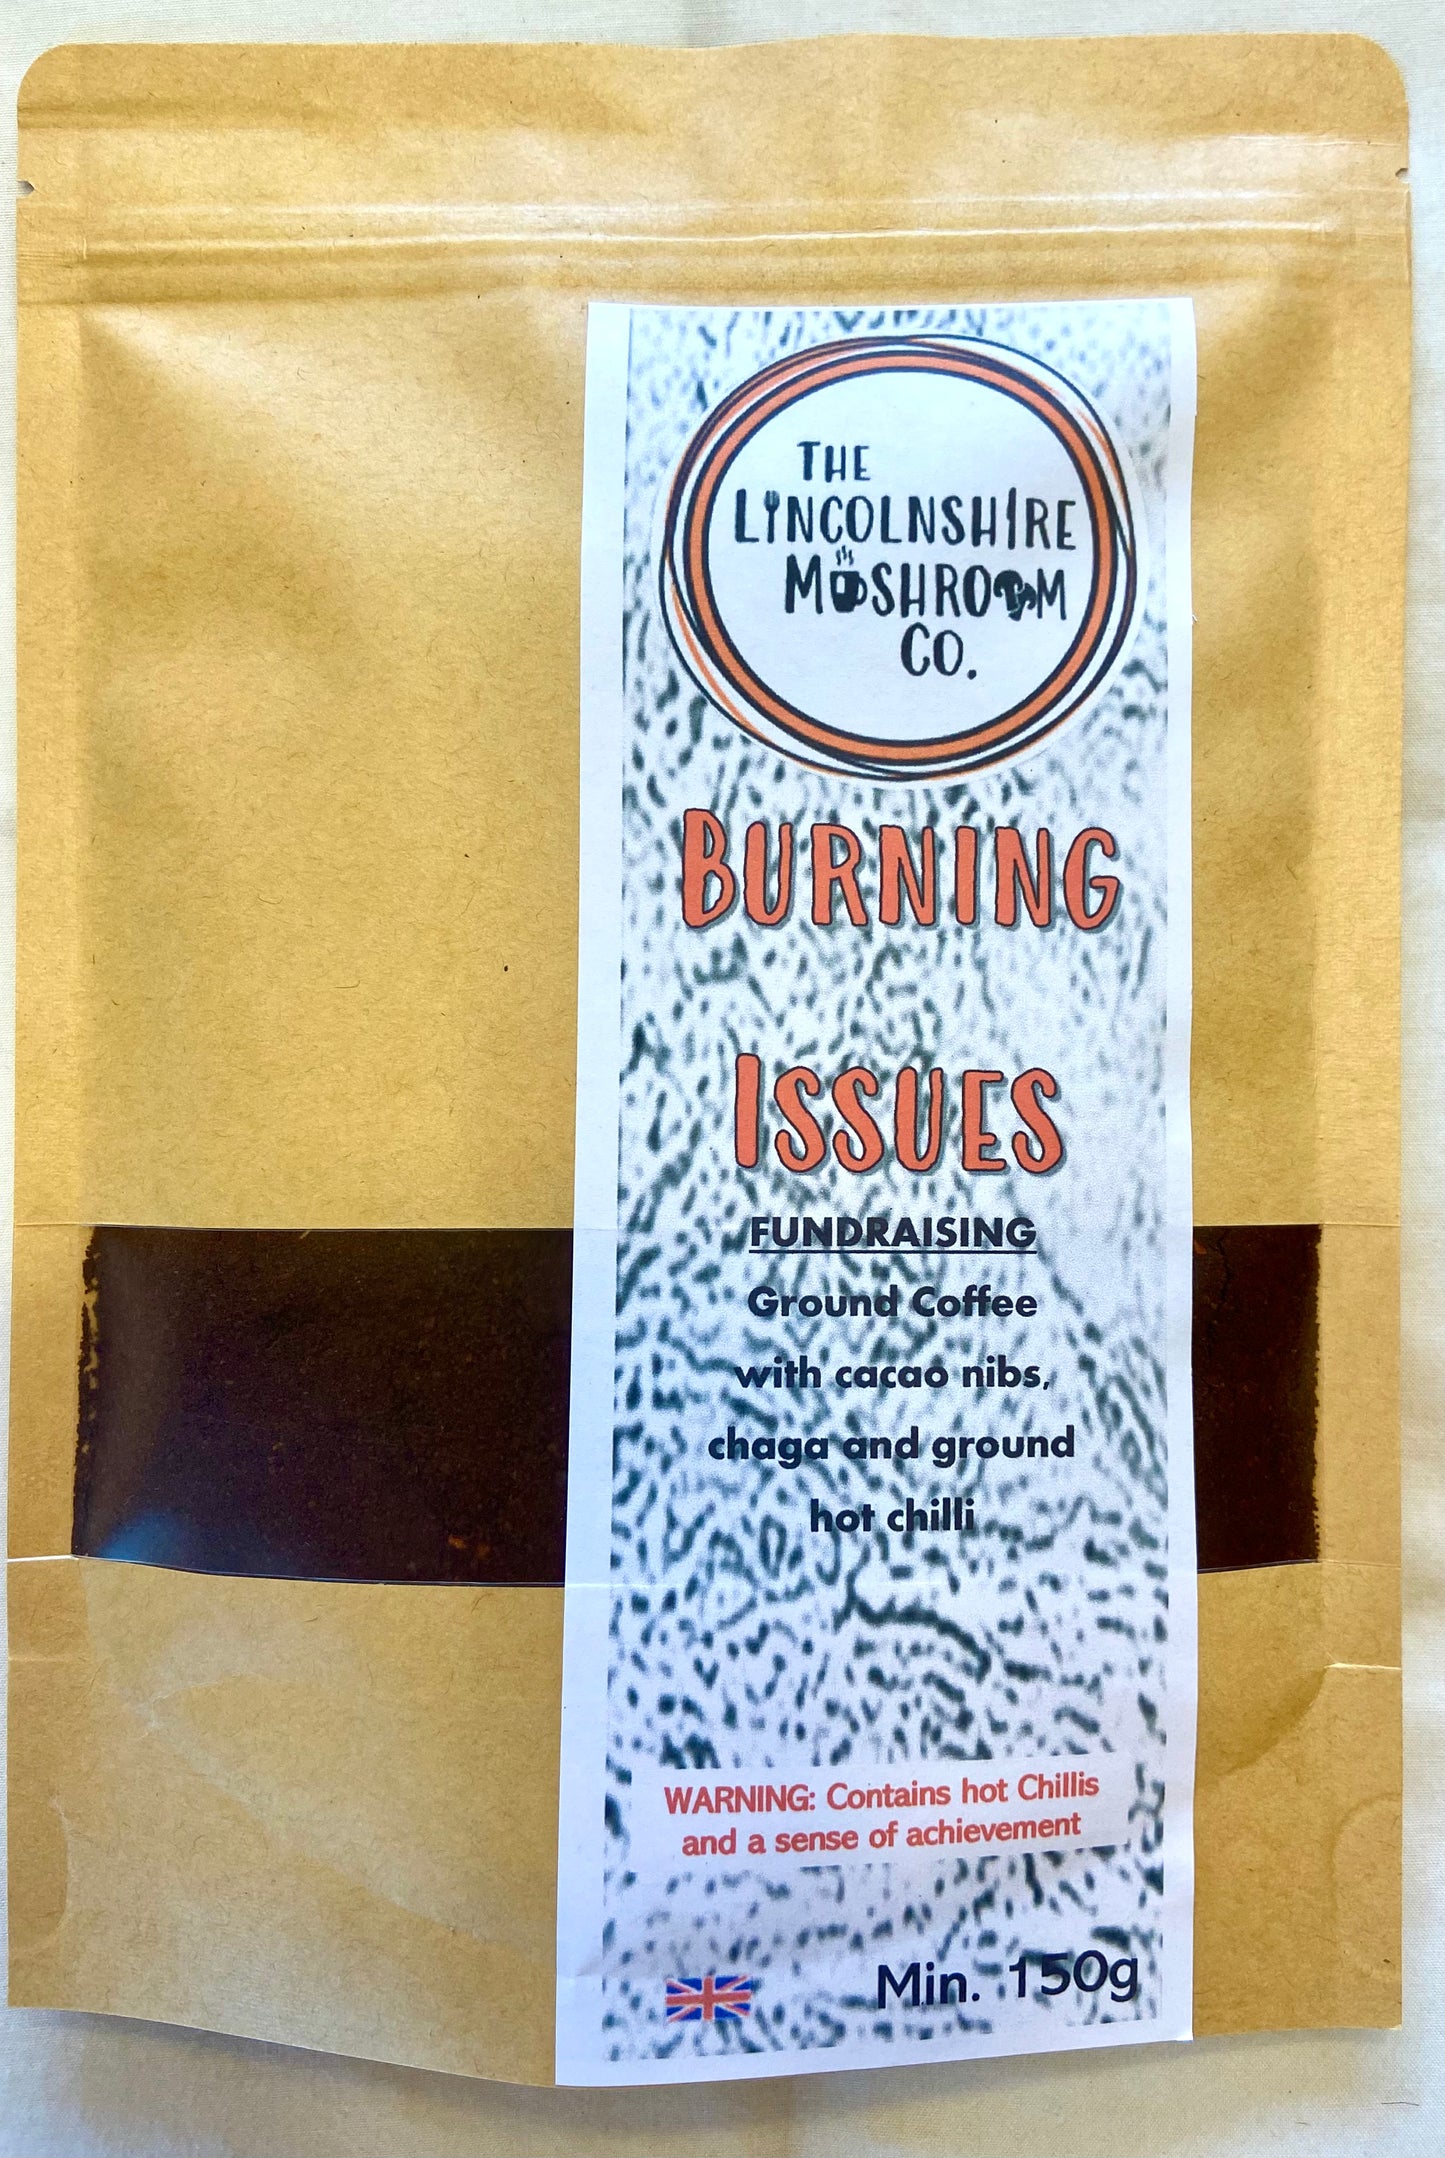 THE
LINCOLNSHIRE
MUSHROOM
CO.
BURNING
ISSUES
FUNDRAISING
Ground Coffee
with cacao nibs,
chaga and ground
hot chilli
WARNING: Contains hot Chillis
and a sense of achievement
Min. 150g